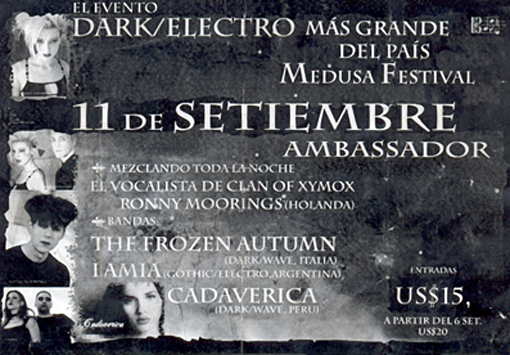 EL EVENTO
DARK/ELECTRO MÁS GRANDE
DEL PAÍS
MEDUSA FESTIVAL
11 DE SETIEMBRE
AMBASSADOR
MEZCLANDO TODA LA NOCHE
EL VOCALISTA DE CLAN OF XYMOX
RONNY MOORINGS (HOLANDA)
BANDAS:
THE FROZEN AUTUMN
(DARK/WAVE, ITALIA)
LAMIA (GOTHIC/ELECTRO, ARGENTINA),
CADAVERICA
(DARK/WAVE, PERU)
Cadaverica
ENTRADAS
US$15,
A PARTIR DEL 6 SET.
US$20